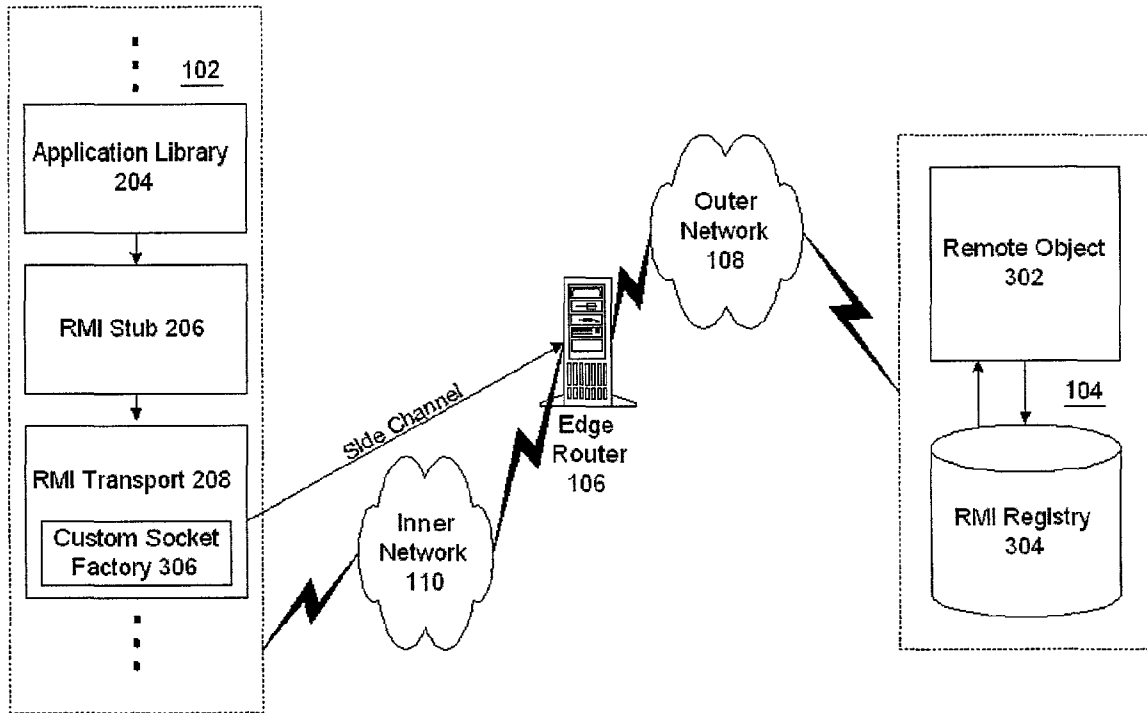 102
Application Library
204
RMI Stub 206
RMI Transport 208
Custom Socket
Factory 306
Side Channel
Inner
Network
110
Edge
Router
106
Outer
Network
108
Remote Object
302
104
RMI Registry
304